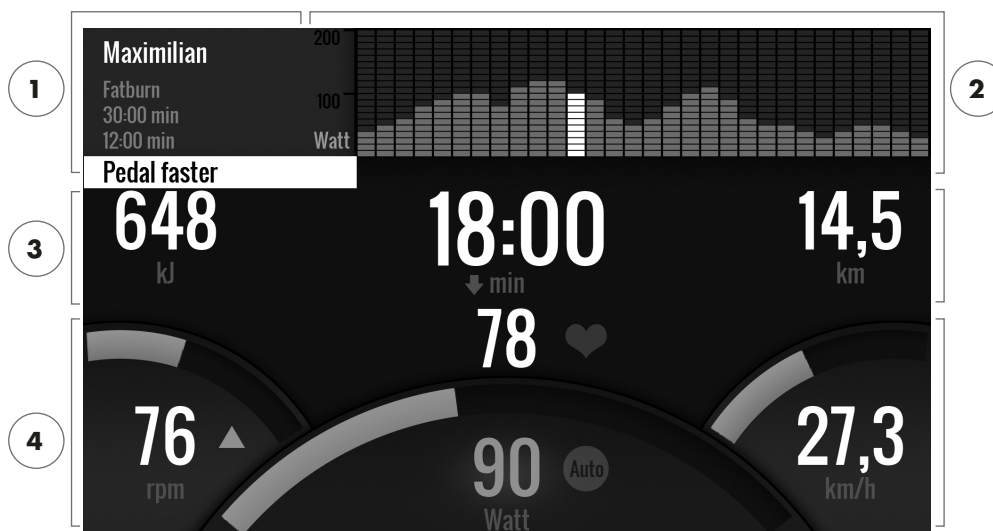 1
2
3
4
Maximilian
Fatburn
30:00 min
12:00 min
Pedal faster
200
100
Watt
648
kJ
18:00
min
14,5
km
78
76
rpm
90
Auto
Watt
27,3
km/h